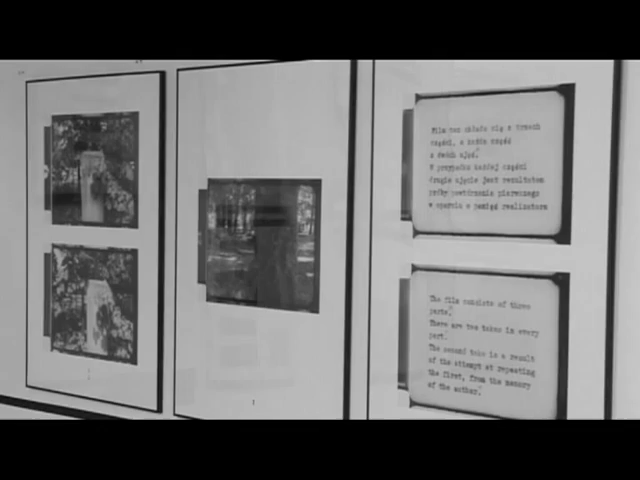 Film ten składa się z trzech
części, a każda część
z dwóch ujęć.
W przypadku każdej części
drugie ujęcie jest rezultatem
próby powtórzenia pierwszego
w oparciu o pamięć realizatora
The film consists of three
parts.
There are two takes in every
part.
The second take is a result
of the attempt at repeating
the first, from the memory
of the author.